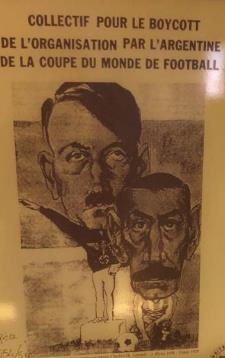 COLLECTIF POUR LE BOYCOTT
DE L'ORGANISATION PAR L'ARGENTINE
DE LA COUPE DU MONDE DE FOOTBALL